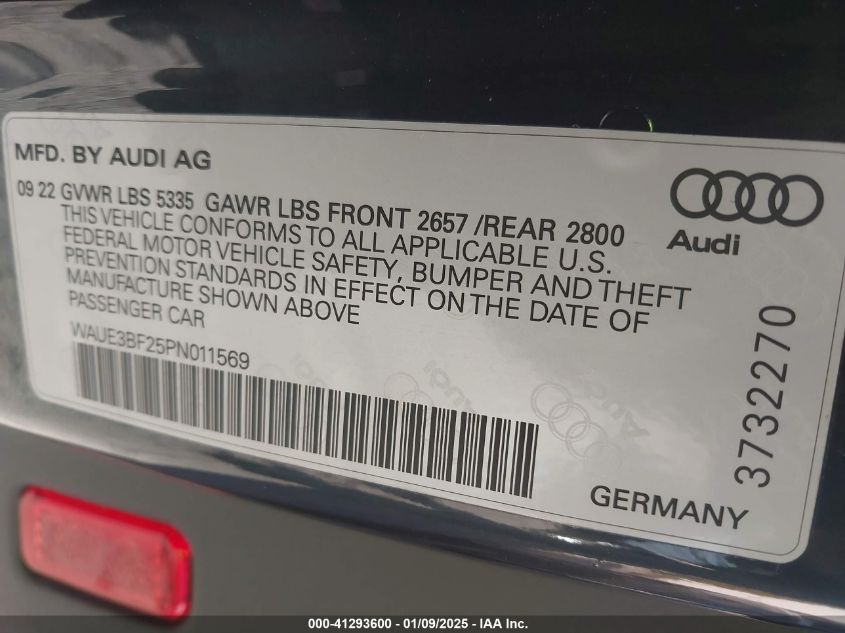 MFD. BY AUDI AG
09 22 GVWR LBS 5335 GAWR LBS FRONT 2657 /REAR 2800
THIS VEHICLE CONFORMS TO ALL APPLICABLE U.S.
FEDERAL MOTOR VEHICLE SAFETY, BUMPER AND THEFT
PREVENTION STANDARDS IN EFFECT ON THE DATE OF
MANUFACTURE SHOWN ABOVE
PASSENGER CAR
WAUE3BF25PN011569
Audi
3732270
GERMANY
000-41293600 / 01/09/2025 - IAA Inc.